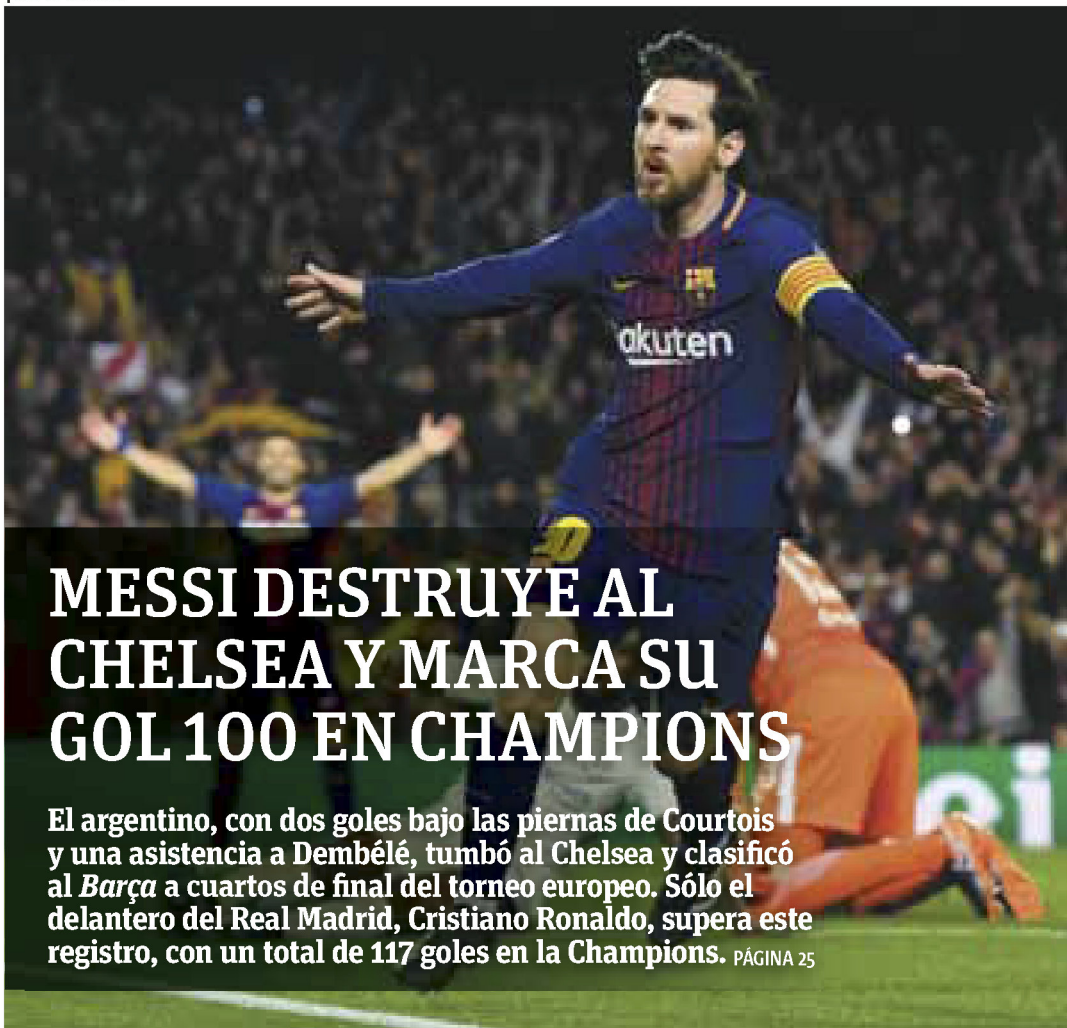 akuten
20
MESSI DESTRUYE AL
CHELSEA Y MARCA SU
GOL 100 EN CHAMPIONS
El argentino, con dos goles bajo las piernas de Courtois
y una asistencia a Dembélé, tumbó al Chelsea y clasificó
al Barça a cuartos de final del torneo europeo. Sólo el
delantero del Real Madrid, Cristiano Ronaldo, supera este
registro, con un total de 117 goles en la Champions. PÁGINA 25
ei